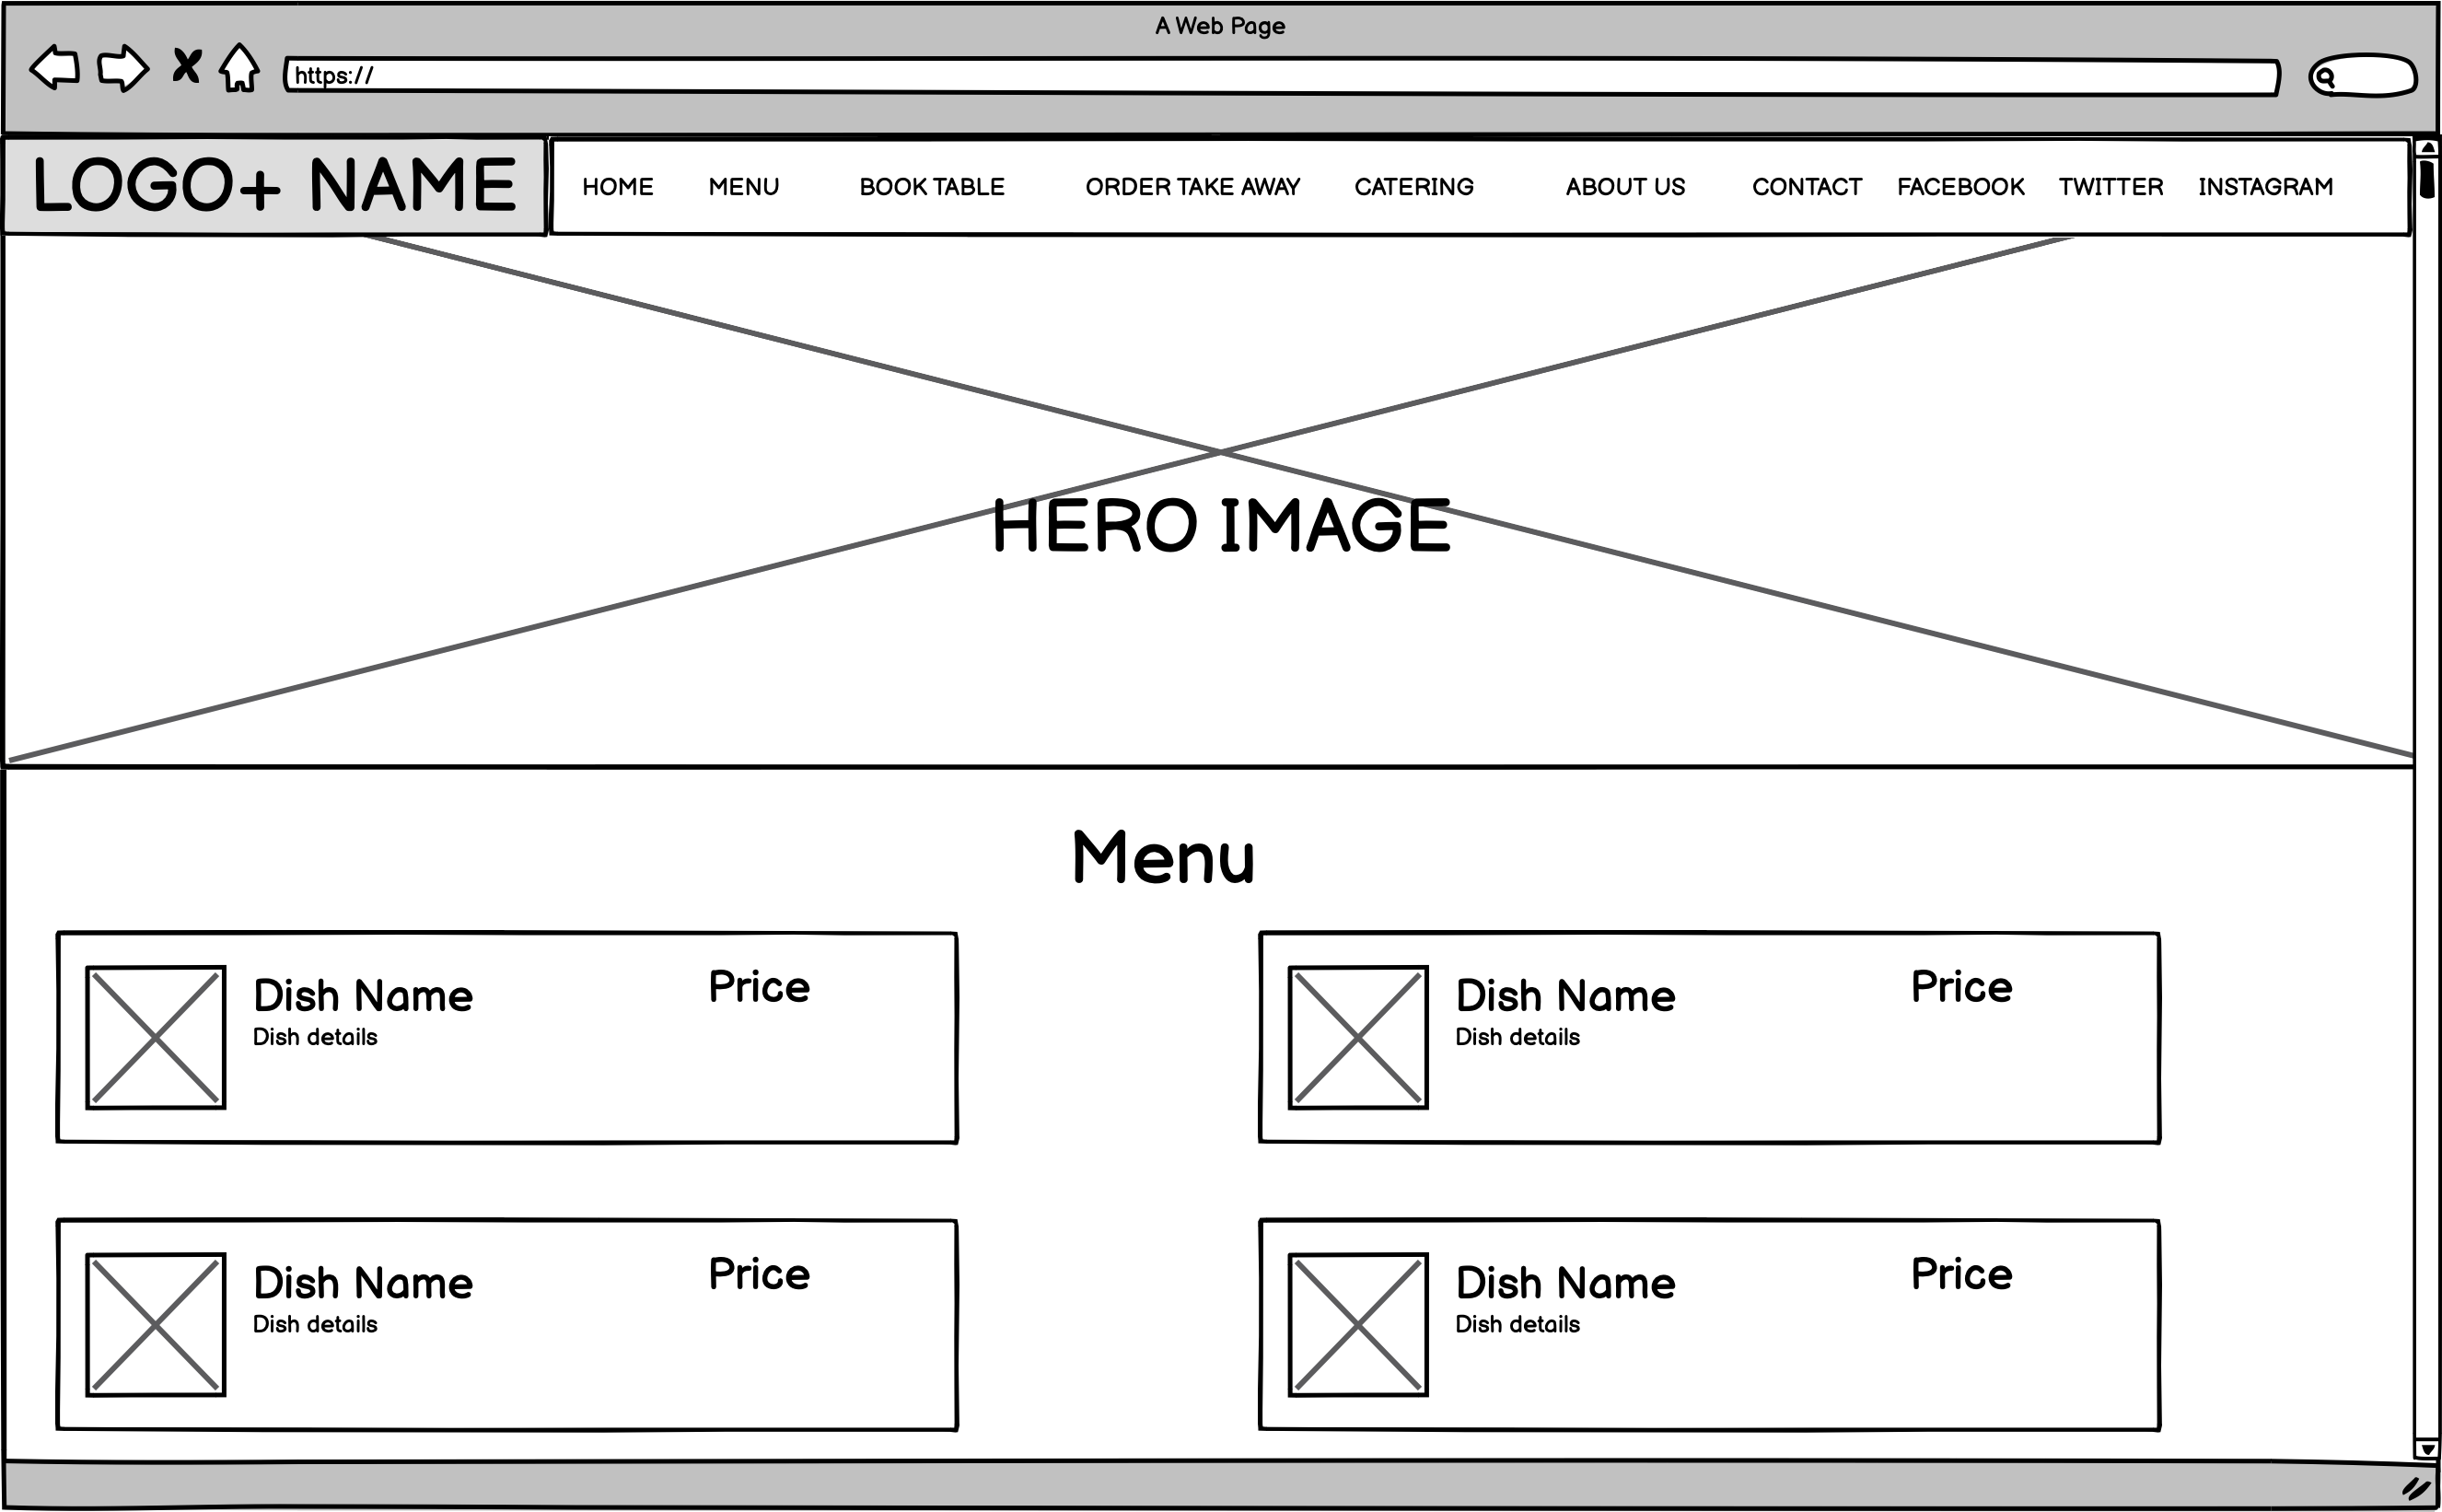 A Web Page
https://
LOGO+ NAME
HOME MENU BOOK TABLE ORDER TAKE AWAY CATERING ABOUT US CONTACT FACEBOOK TWITTER INSTAGRAM
HERO IMAGE
Menu
Dish Name Price
Dish details
Dish Name Price
Dish details
Dish Name Price
Dish details
Dish Name Price
Dish details